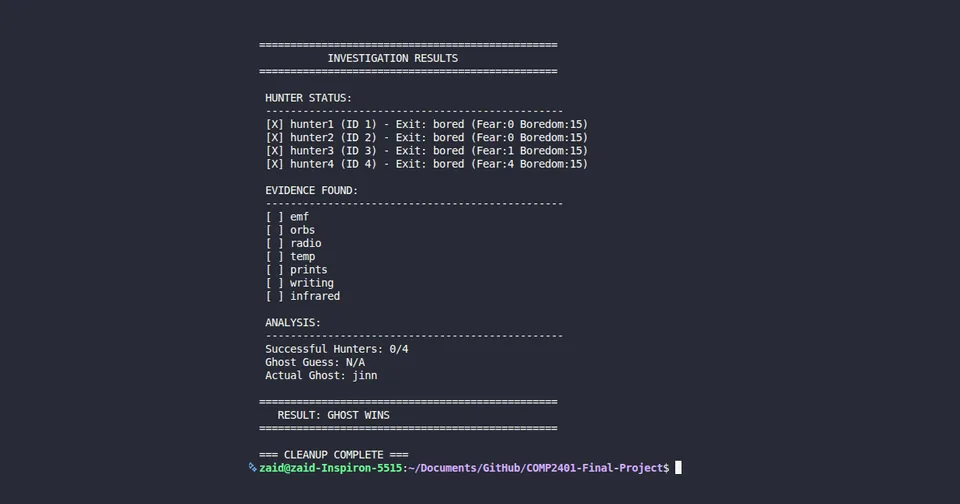 ================================================
INVESTIGATION RESULTS
================================================
HUNTER STATUS:
------------------------------------------------
[X] hunter1 (ID 1) - Exit: bored (Fear:0 Boredom:15)
[X] hunter2 (ID 2) - Exit: bored (Fear:0 Boredom:15)
[X] hunter3 (ID 3) - Exit: bored (Fear:1 Boredom:15)
[X] hunter4 (ID 4) - Exit: bored (Fear:4 Boredom:15)
EVIDENCE FOUND:
------------------------------------------------
[ ] emf
[ ] orbs
[ ] radio
[ ] temp
[ ] prints
[ ] writing
[ ] infrared
ANALYSIS:
------------------------------------------------
Successful Hunters: 0/4
Ghost Guess: N/A
Actual Ghost: jinn
================================================
RESULT: GHOST WINS
================================================
=== CLEANUP COMPLETE ===
zaid@zaid-Inspiron-5515:~/Documents/GitHub/COMP2401-Final-Project$